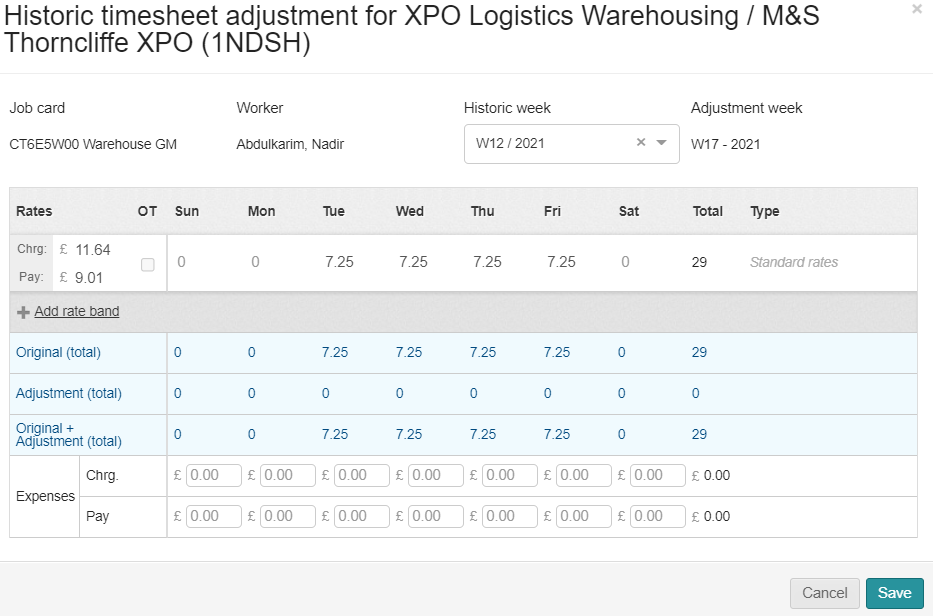 Historic timesheet adjustment for XPO Logistics Warehousing / M&S
Thorncliffe XPO (1NDSH)
×
Job card Worker Historic week Adjustment week
CT6E5W00 Warehouse GM Abdulkarim, Nadir W12 / 2021 × W17 - 2021
Rates OT Sun Mon Tue Wed Thu Fri Sat Total Type
Chrg: £ 11.64
Pay: £ 9.01
0 0 7.25 7.25 7.25 7.25 0 29 Standard rates
+ Add rate band
Original (total) 0 0 7.25 7.25 7.25 7.25 0 29
Adjustment (total) 0 0 0 0 0 0 0 0
Original +
Adjustment (total) 0 0 7.25 7.25 7.25 7.25 0 29
Expenses
Chrg. £ 0.00 £ 0.00 £ 0.00 £ 0.00 £ 0.00 £ 0.00 £ 0.00 £ 0.00
Pay £ 0.00 £ 0.00 £ 0.00 £ 0.00 £ 0.00 £ 0.00 £ 0.00 £ 0.00
Cancel Save